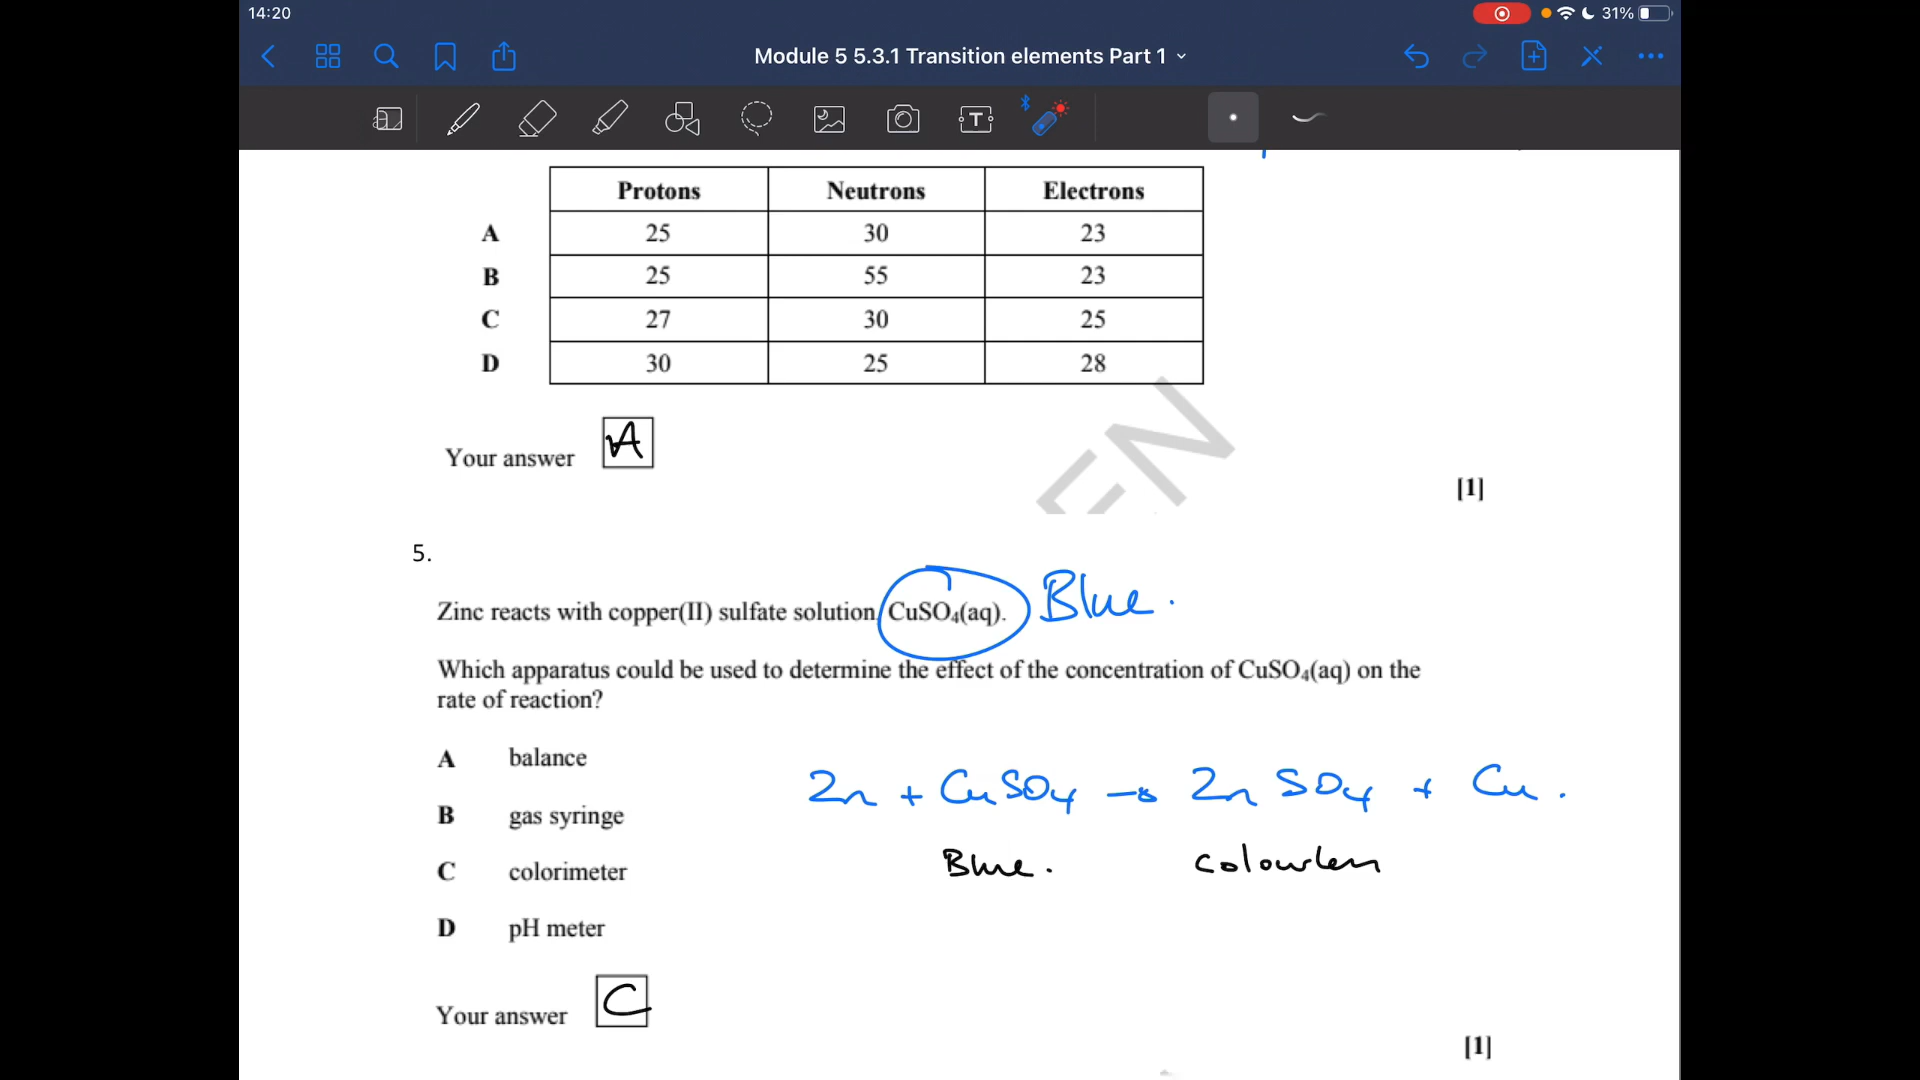 14:20
31%
Module 5 5.3.1 Transition elements Part 1
Protons Neutrons Electrons
A 25 30 23
B 25 55 23
C 27 30 25
D 30 25 28
Your answer A
[1]
5.
Zinc reacts with copper(II) sulfate solution CuSO₄(aq). Blue.
Which apparatus could be used to determine the effect of the concentration of CuSO₄(aq) on the
rate of reaction?
A balance
B gas syringe
Zn + CuSO₄ → ZnSO₄ + Cu.
Blue. colourless
C colorimeter
D pH meter
Your answer C
[1]